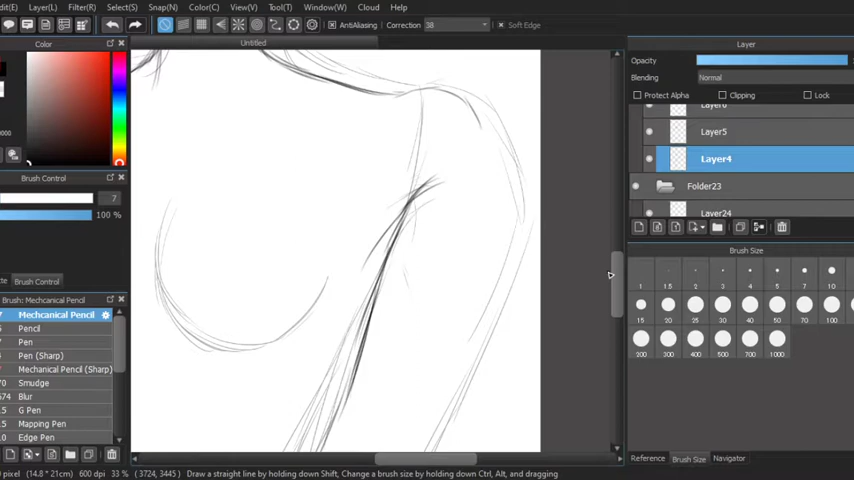 Layer(L) Filter(R) Select(S) Snap(N) Color(C) View(V) Tool(T) Window(W) Cloud Help
AntiAliasing Correction 38 Soft Edge
Color
Untitled
Layer
Opacity
Blending Normal
Protect Alpha Clipping Lock
Layer6
Layer5
Layer4
Folder23
Layer24
0000
Brush Control
7
100 %
Brush Control
Brush: Mechcanical Pencil
Mechcanical Pencil
Pencil
Pen
Pen (Sharp)
Mechanical Pencil (Sharp)
70 Smudge
Blur
G Pen
Mapping Pen
10 Edge Pen
Brush Size
1 1.5 2 3 4 5 7 10
15 20 25 30 40 50 70 100
200 300 400 500 700 1000
Reference Brush Size Navigator
pixel (14.8 * 21cm) 600 dpi 33 % (3724, 3445) Draw a straight line by holding down Shift, Change a brush size by holding down Ctrl, Alt, and dragging